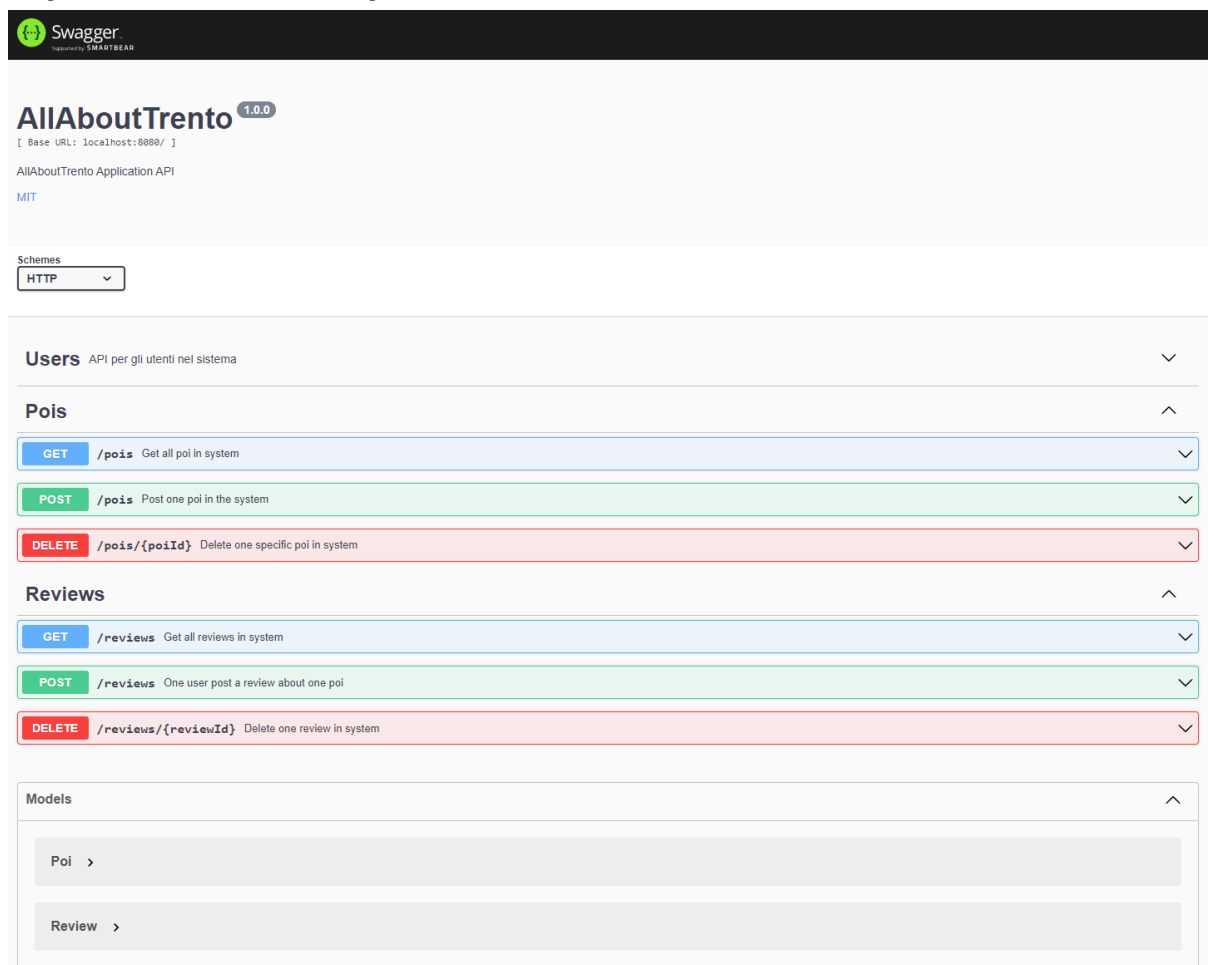 Swagger.
Supported by SMARTBEAR
AllAboutTrento 1.0.0
[ Base URL: localhost:8080/ ]
AllAboutTrento Application API
MIT
Schemes
HTTP
Users API per gli utenti nel sistema
Pois
GET /pois Get all poi in system
POST /pois Post one poi in the system
DELETE /pois/{poiId} Delete one specific poi in system
Reviews
GET /reviews Get all reviews in system
POST /reviews One user post a review about one poi
DELETE /reviews/{reviewId} Delete one review in system
Models
Poi
Review